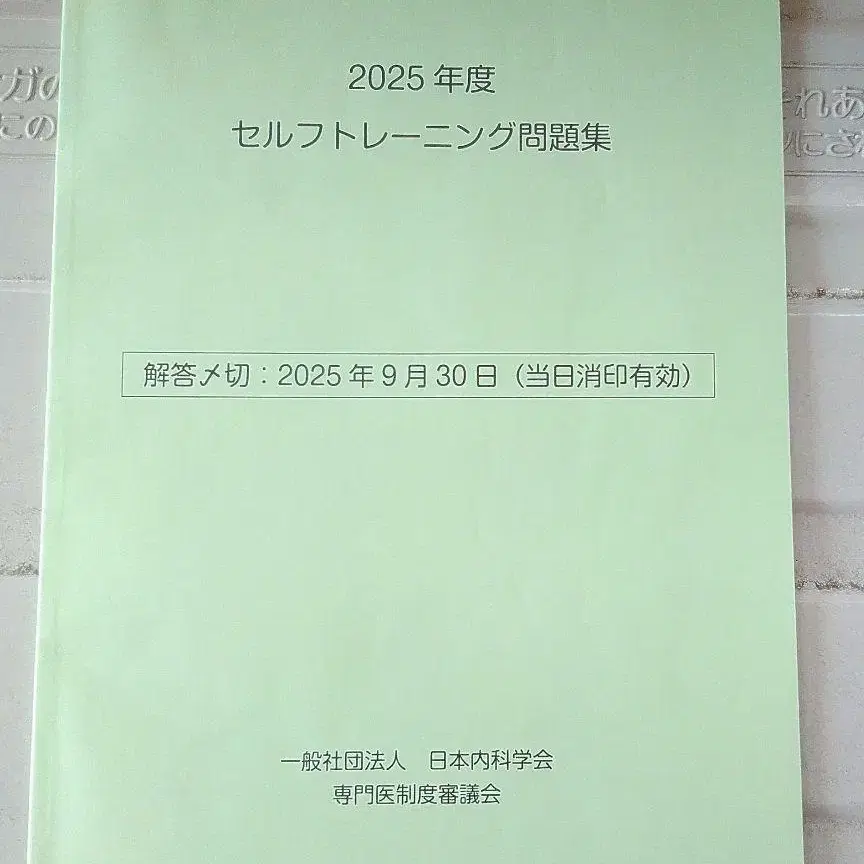 2025 年度
セルフトレーニング問題集
解答〆切：2025 年 9 月 30 日（当日消印有効）
一般社団法人　日本内科学会
専門医制度審議会